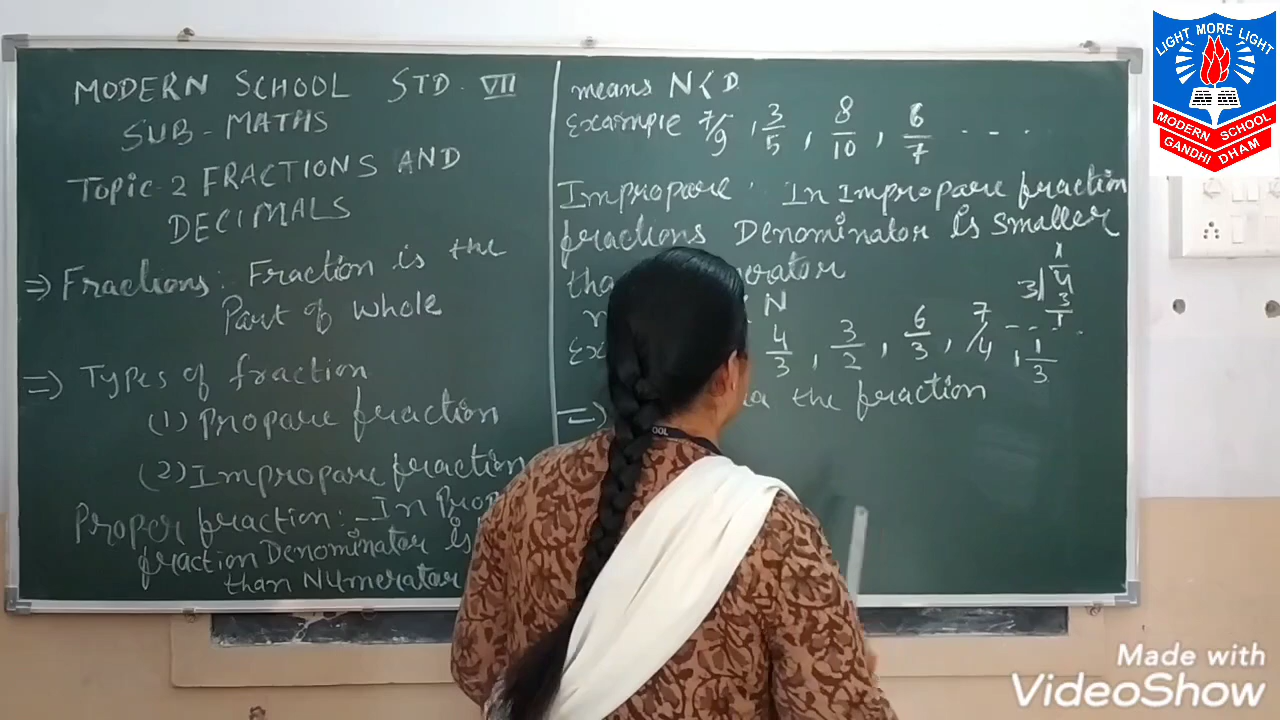 MODERN SCHOOL STD. VII
SUB-MATHS
Topic-2 FRACTIONS AND
DECIMALS
=> Fractions: Fraction is the
Part of whole
=> Types of fraction
(1) Propare fraction
(2) Impropare fraction
Proper fraction: - In Prop
fraction Denominator is
than Numerator
means N<D
Example 7/9, 3/5, 8/10, 6/7 ....
Impropare: In Impropare fraction
fractions Denominator is smaller
erator
N
4/3, 3/2, 6/3, 7/4 ....
, 1 1/3
1
3) 4
3
1
=> the fraction
LIGHT MORE LIGHT
MODERN SCHOOL
GANDHI DHAM
OOL
Made with
VideoShow